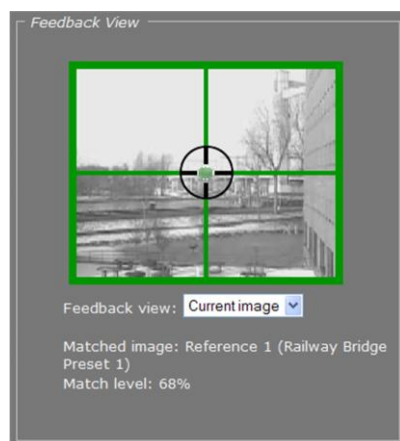 Feedback View
Feedback view: Current image
Matched image: Reference 1 (Railway Bridge
Preset 1)
Match level: 68%